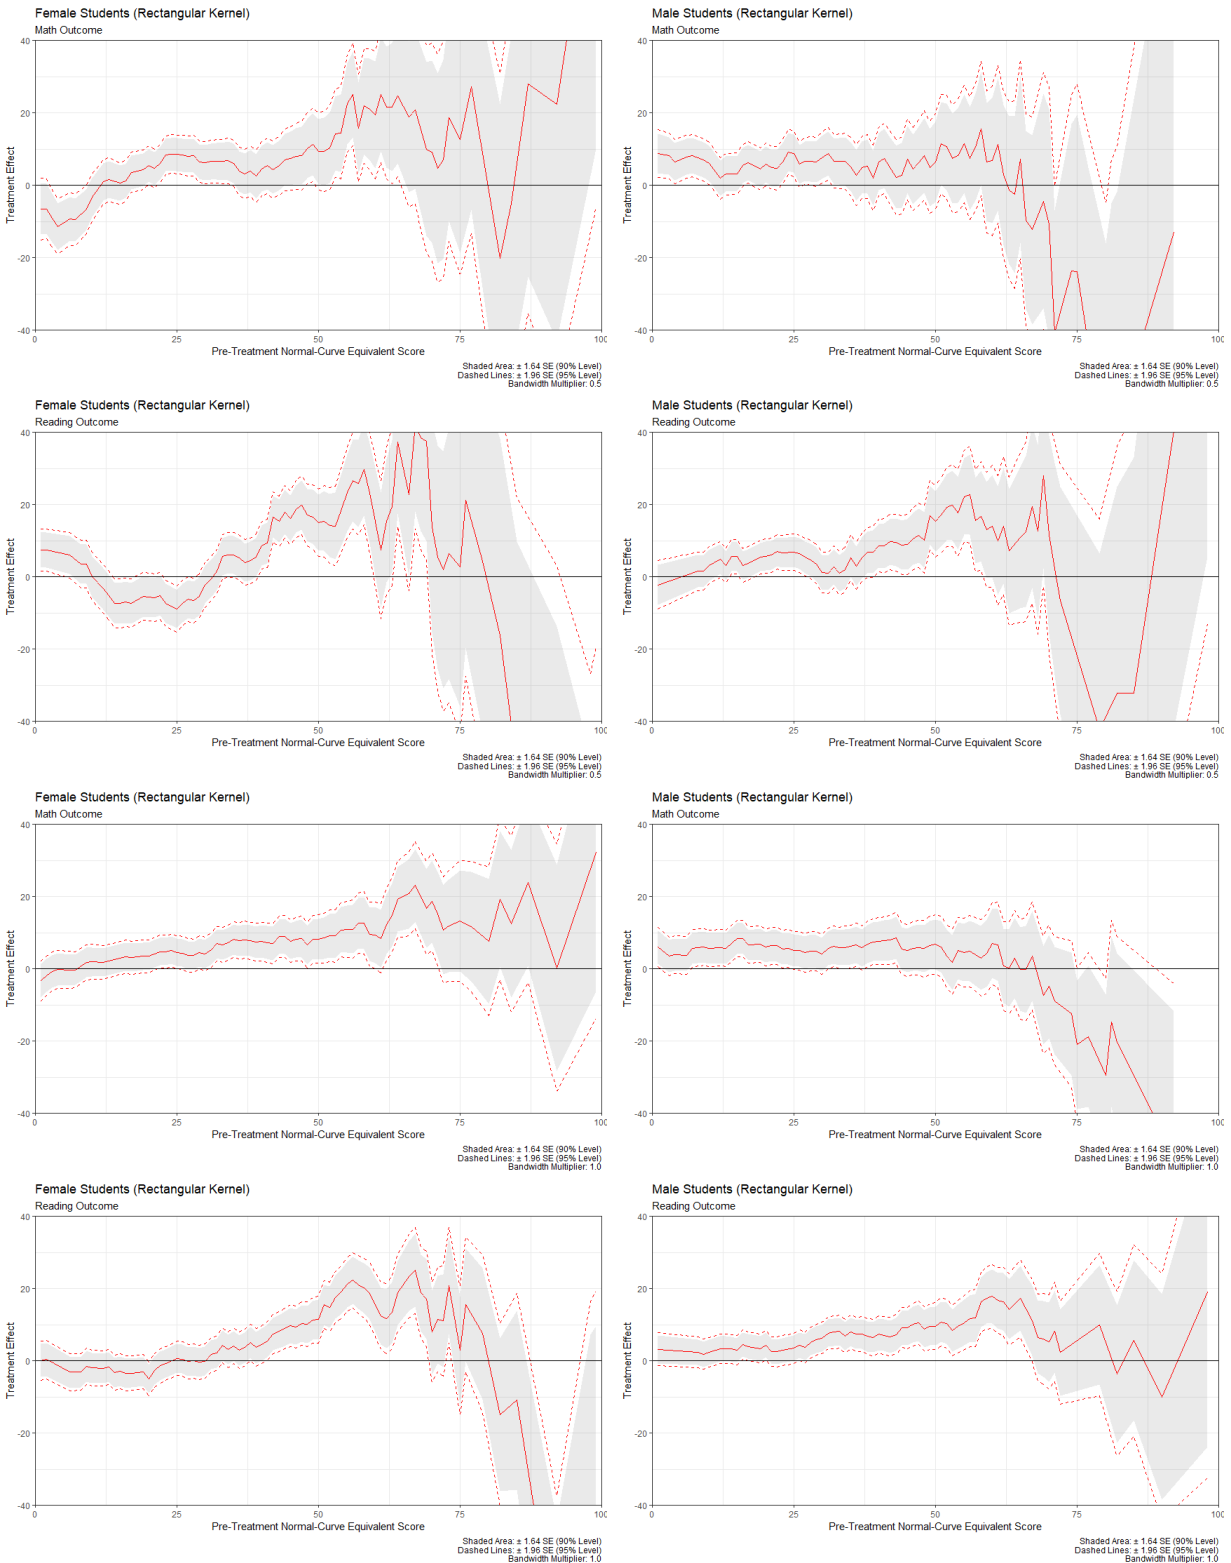 Female Students (Rectangular Kernel)
Math Outcome
40
20
0
-20
-40
Treatment Effect
0
25
50
75
100
Pre-Treatment Normal-Curve Equivalent Score
Shaded Area: ± 1.64 SE (90% Level)
Dashed Lines: ± 1.96 SE (95% Level)
Bandwidth Multiplier: 0.5
Male Students (Rectangular Kernel)
Math Outcome
40
20
0
-20
-40
Treatment Effect
0
25
50
75
100
Pre-Treatment Normal-Curve Equivalent Score
Shaded Area: ± 1.64 SE (90% Level)
Dashed Lines: ± 1.96 SE (95% Level)
Bandwidth Multiplier: 0.5
Female Students (Rectangular Kernel)
Reading Outcome
40
20
0
-20
-40
Treatment Effect
0
25
50
75
100
Pre-Treatment Normal-Curve Equivalent Score
Shaded Area: ± 1.64 SE (90% Level)
Dashed Lines: ± 1.96 SE (95% Level)
Bandwidth Multiplier: 0.5
Male Students (Rectangular Kernel)
Reading Outcome
40
20
0
-20
-40
Treatment Effect
0
25
50
75
100
Pre-Treatment Normal-Curve Equivalent Score
Shaded Area: ± 1.64 SE (90% Level)
Dashed Lines: ± 1.96 SE (95% Level)
Bandwidth Multiplier: 0.5
Female Students (Rectangular Kernel)
Math Outcome
40
20
0
-20
-40
Treatment Effect
0
25
50
75
100
Pre-Treatment Normal-Curve Equivalent Score
Shaded Area: ± 1.64 SE (90% Level)
Dashed Lines: ± 1.96 SE (95% Level)
Bandwidth Multiplier: 1.0
Male Students (Rectangular Kernel)
Math Outcome
40
20
0
-20
-40
Treatment Effect
0
25
50
75
100
Pre-Treatment Normal-Curve Equivalent Score
Shaded Area: ± 1.64 SE (90% Level)
Dashed Lines: ± 1.96 SE (95% Level)
Bandwidth Multiplier: 1.0
Female Students (Rectangular Kernel)
Reading Outcome
40
20
0
-20
-40
Treatment Effect
0
25
50
75
100
Pre-Treatment Normal-Curve Equivalent Score
Shaded Area: ± 1.64 SE (90% Level)
Dashed Lines: ± 1.96 SE (95% Level)
Bandwidth Multiplier: 1.0
Male Students (Rectangular Kernel)
Reading Outcome
40
20
0
-20
-40
Treatment Effect
0
25
50
75
100
Pre-Treatment Normal-Curve Equivalent Score
Shaded Area: ± 1.64 SE (90% Level)
Dashed Lines: ± 1.96 SE (95% Level)
Bandwidth Multiplier: 1.0